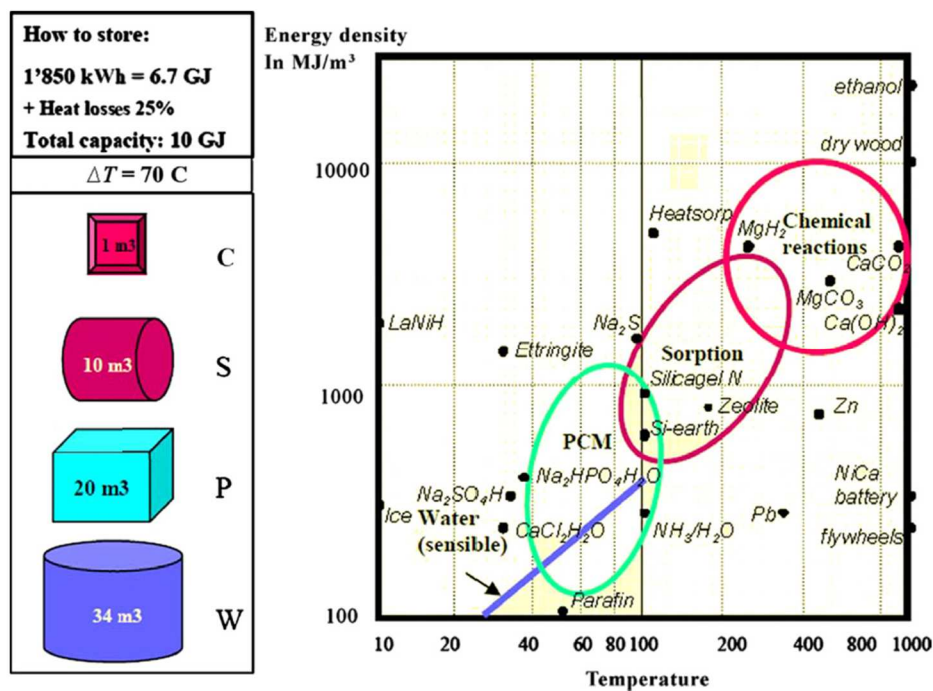 How to store:
1'850 kWh = 6.7 GJ
+ Heat losses 25%
Total capacity: 10 GJ
ΔT = 70 C
1 m3
C
10 m3
S
20 m3
P
34 m3
W
Energy density
In MJ/m³
ethanol
dry wood
10000
Heatsorp
MgH₂
Chemical
reactions
CaCO₂
MgCO₃
LaNiH
Na₂S
Ca(OH)₂
Ettringite
Sorption
Silicagel N
1000
Zeolite
Zn
Si-earth
PCM
Na₂HPO₄H₂O
NiCa
battery
Na₂SO₄H
Ice
Water
(sensible)
CaCl₂H₂O
NH₃/H₂O
Pb
flywheels
Parafin
100
10
20
40
60
80
100
200
400
600
800
1000
Temperature